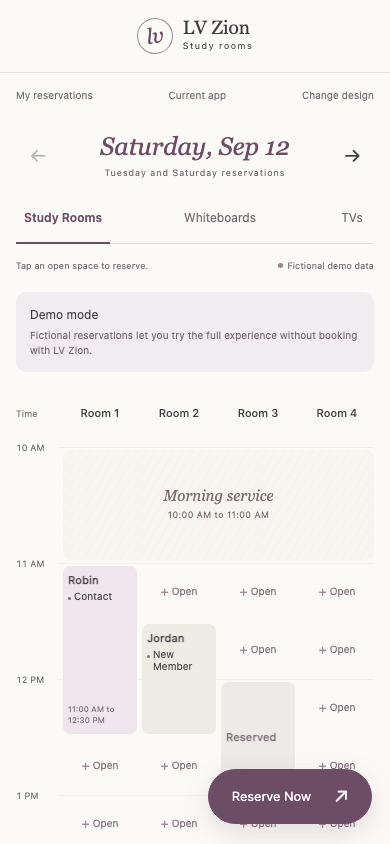 lv
LV Zion
Study rooms
My reservations
Current app
Change design
← Saturday, Sep 12 →
Tuesday and Saturday reservations
Study Rooms
Whiteboards
TVs
Tap an open space to reserve.
Fictional demo data
Demo mode
Fictional reservations let you try the full experience without booking
with LV Zion.
Time
Room 1
Room 2
Room 3
Room 4
10 AM
Morning service
10:00 AM to 11:00 AM
11 AM
Robin
Contact
11:00 AM to
12:30 PM
+ Open
+ Open
+ Open
Jordan
New
Member
+ Open
+ Open
12 PM
+ Open
Reserved
+ Open
+ Open
+ Open
Reserve Now
1 PM
+ Open
+ Open
+ Open
+ Open